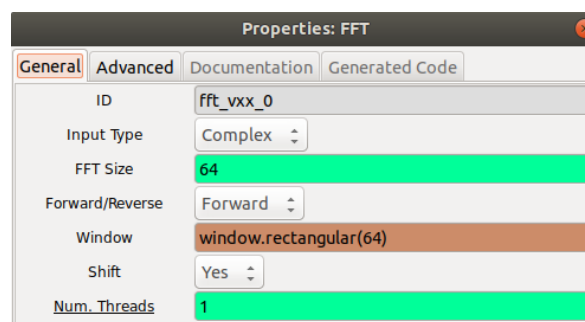 Properties: FFT
General Advanced Documentation Generated Code
ID fft_vxx_0
Input Type Complex
FFT Size 64
Forward/Reverse Forward
Window window.rectangular(64)
Shift Yes
Num. Threads 1